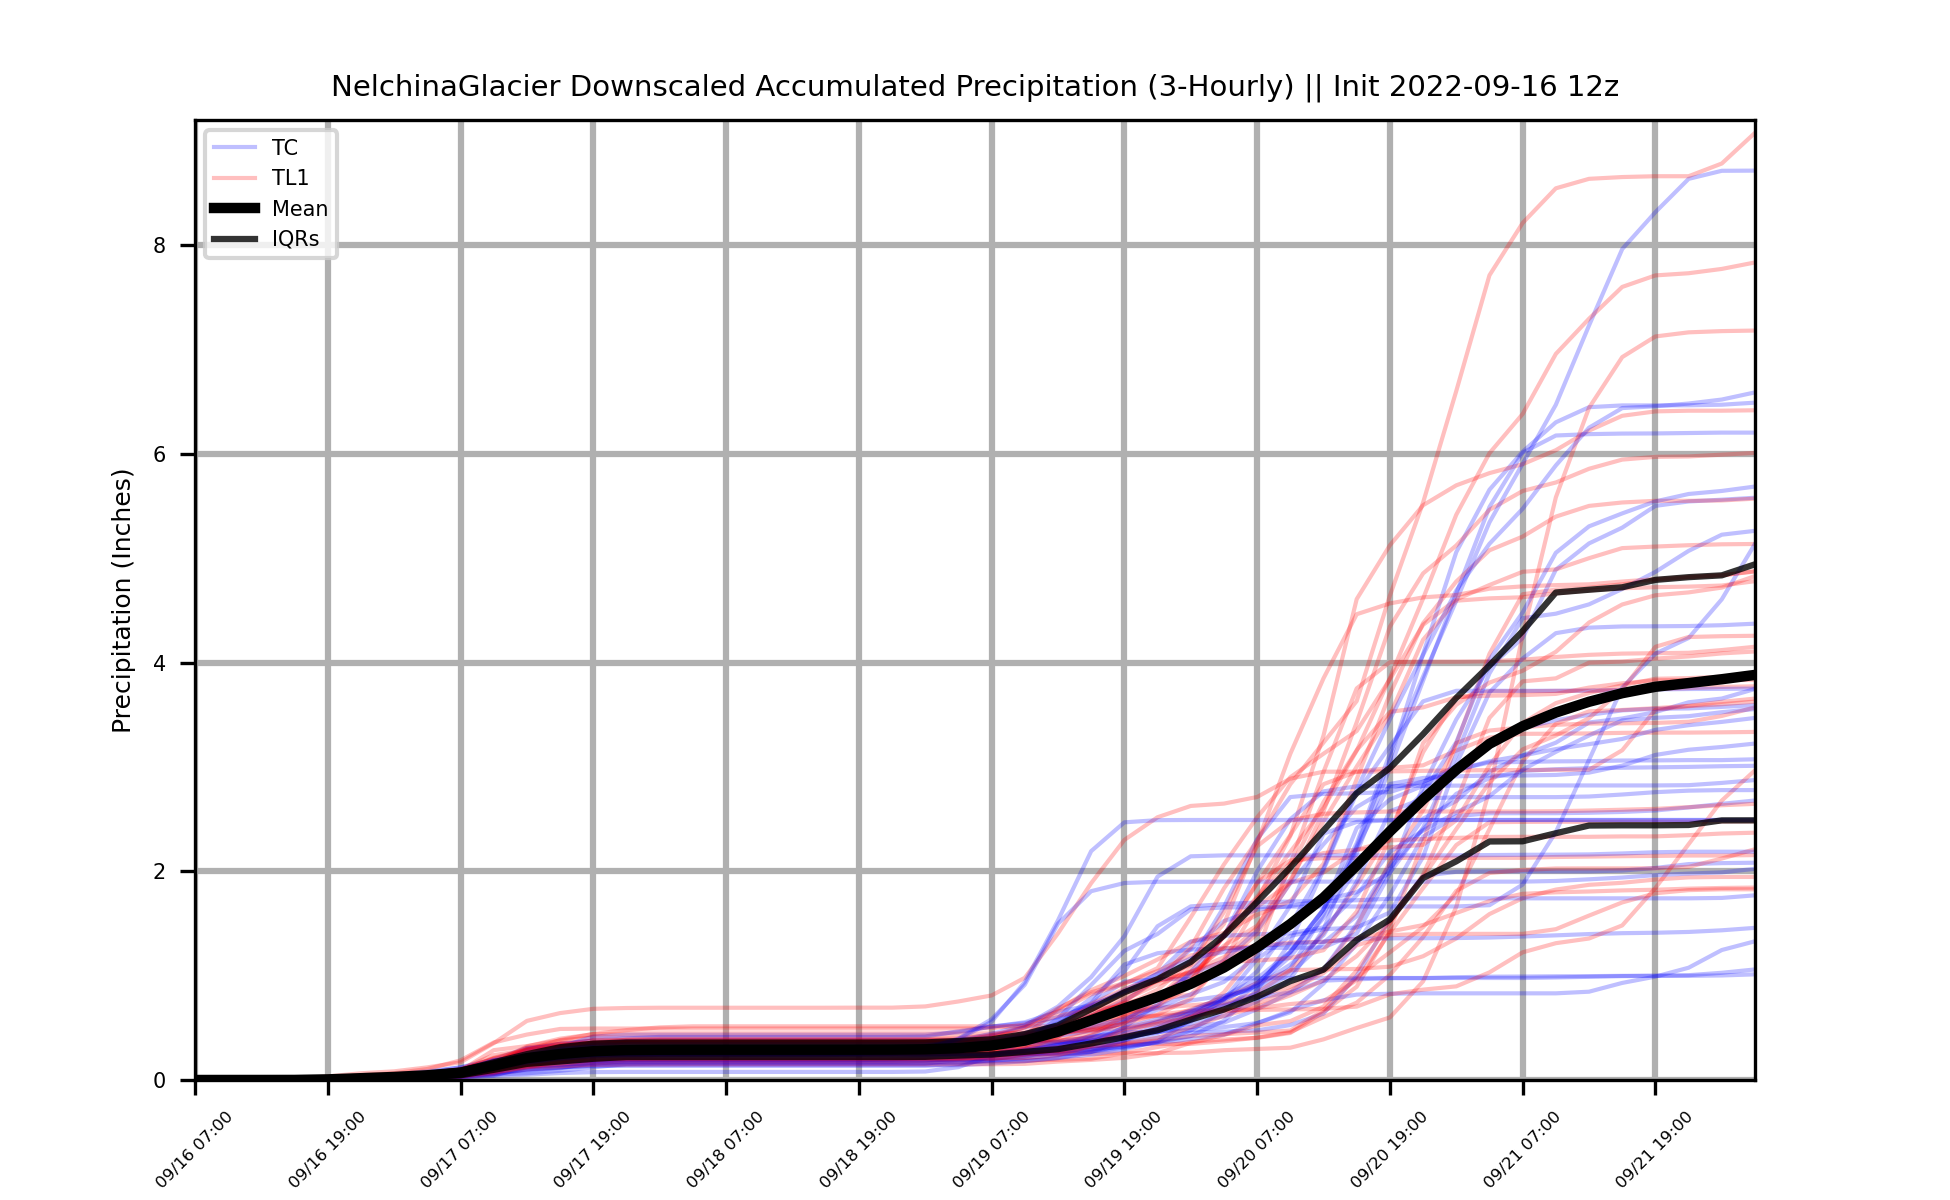 NelchinaGlacier Downscaled Accumulated Precipitation (3-Hourly) || Init 2022-09-16 12z
TC
TL1
Mean
IQRs
Precipitation (Inches)
8
6
4
2
0
09/16 07:00
09/16 19:00
09/17 07:00
09/17 19:00
09/18 07:00
09/18 19:00
09/19 07:00
09/19 19:00
09/20 07:00
09/20 19:00
09/21 07:00
09/21 19:00